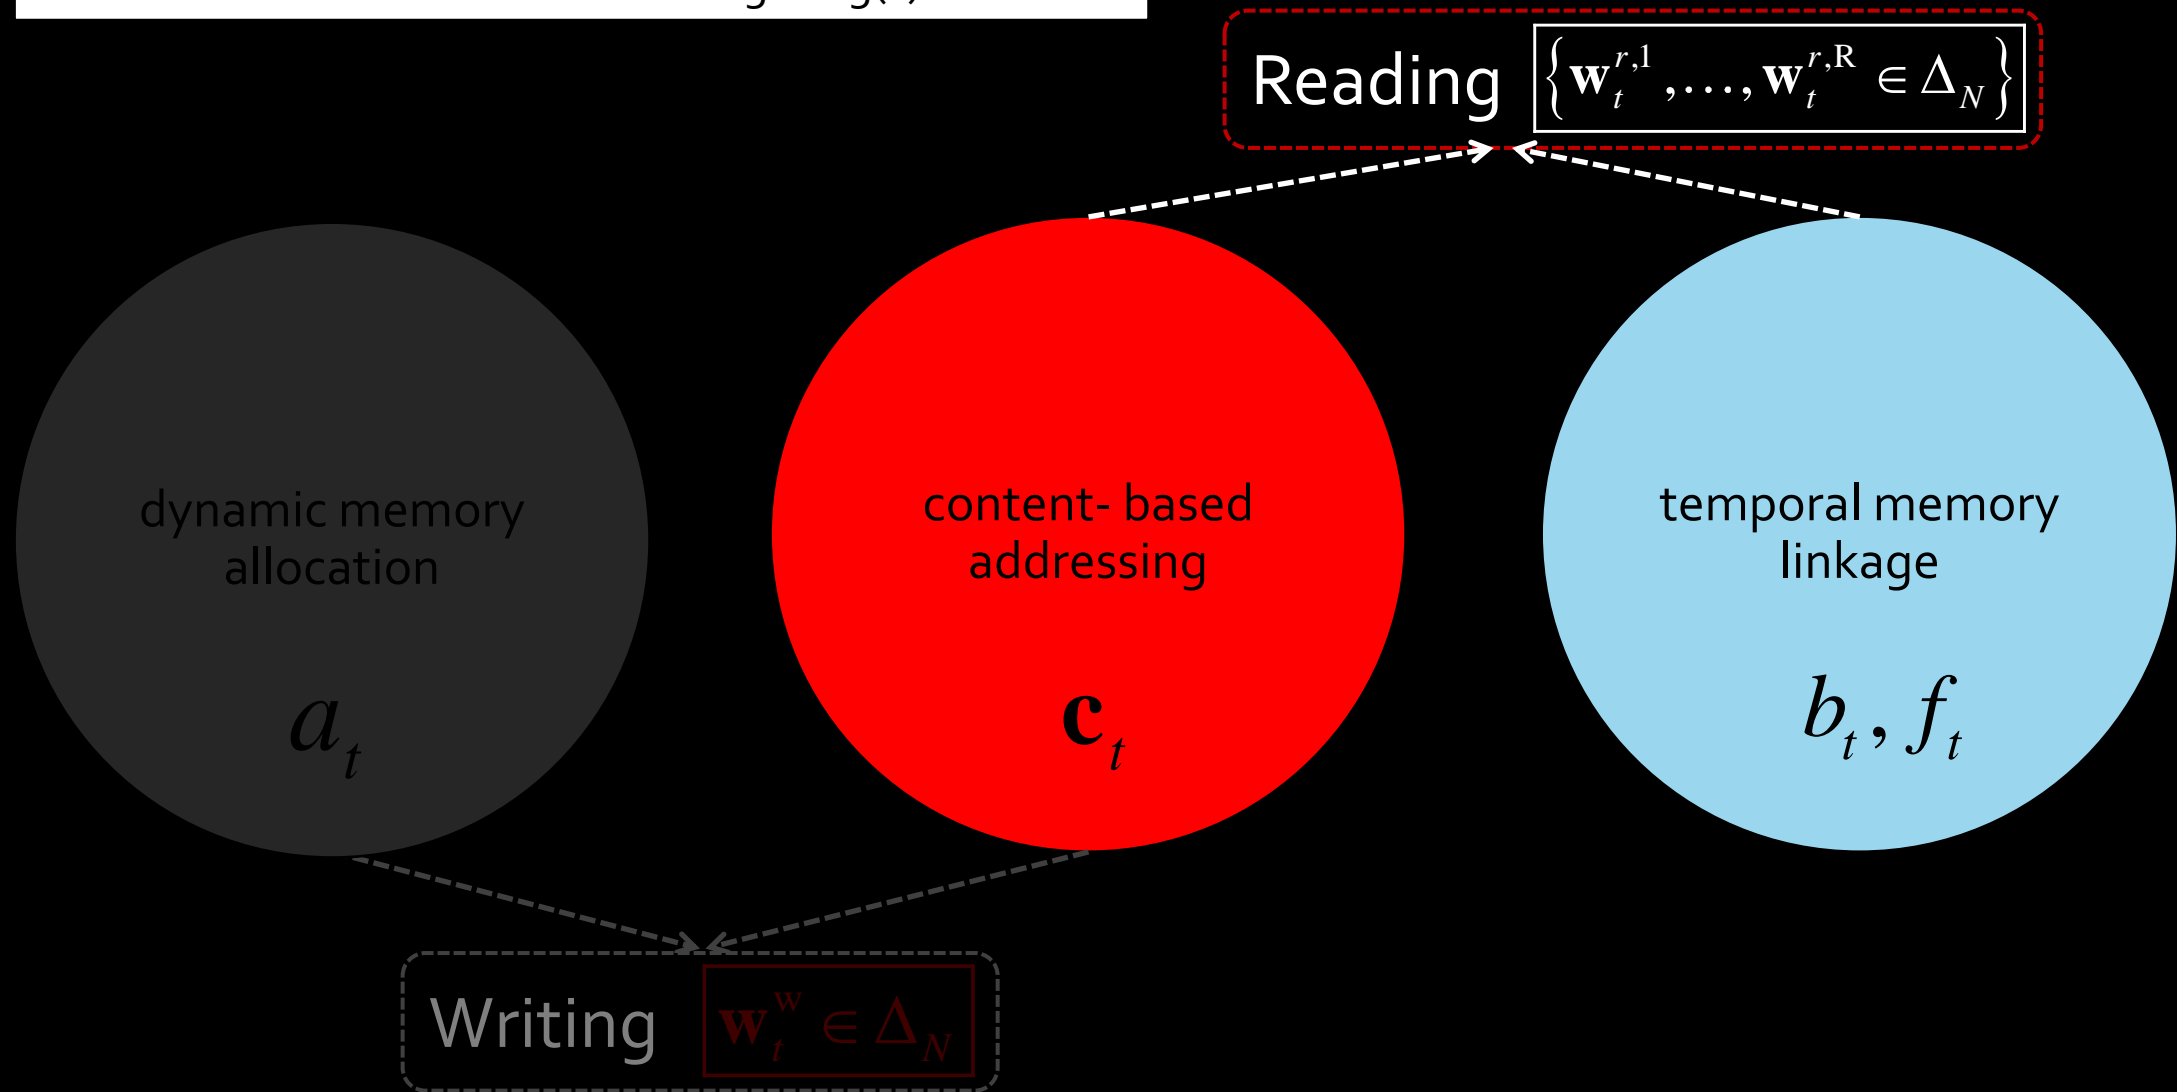 Reading {w_t^{r,1},…,w_t^{r,R} ∈ Δ_N}
dynamic memory
allocation
a_t
content- based
addressing
c_t
temporal memory
linkage
b_t, f_t
Writing w_t^w ∈ Δ_N